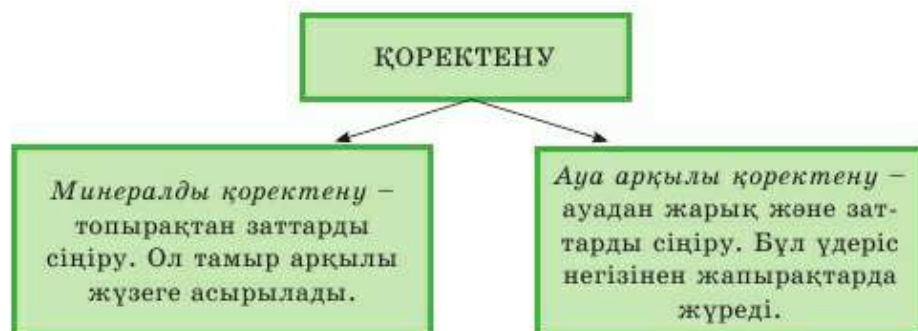 ҚОРЕКТЕНУ
Минералды қоректену –
топырақтан заттарды
сіңіру. Ол тамыр арқылы
жүзеге асырылады.
Ауа арқылы қоректену –
ауадан жарық және зат-
тарды сіңіру. Бұл үдеріс
негізінен жапырақтарда
жүреді.